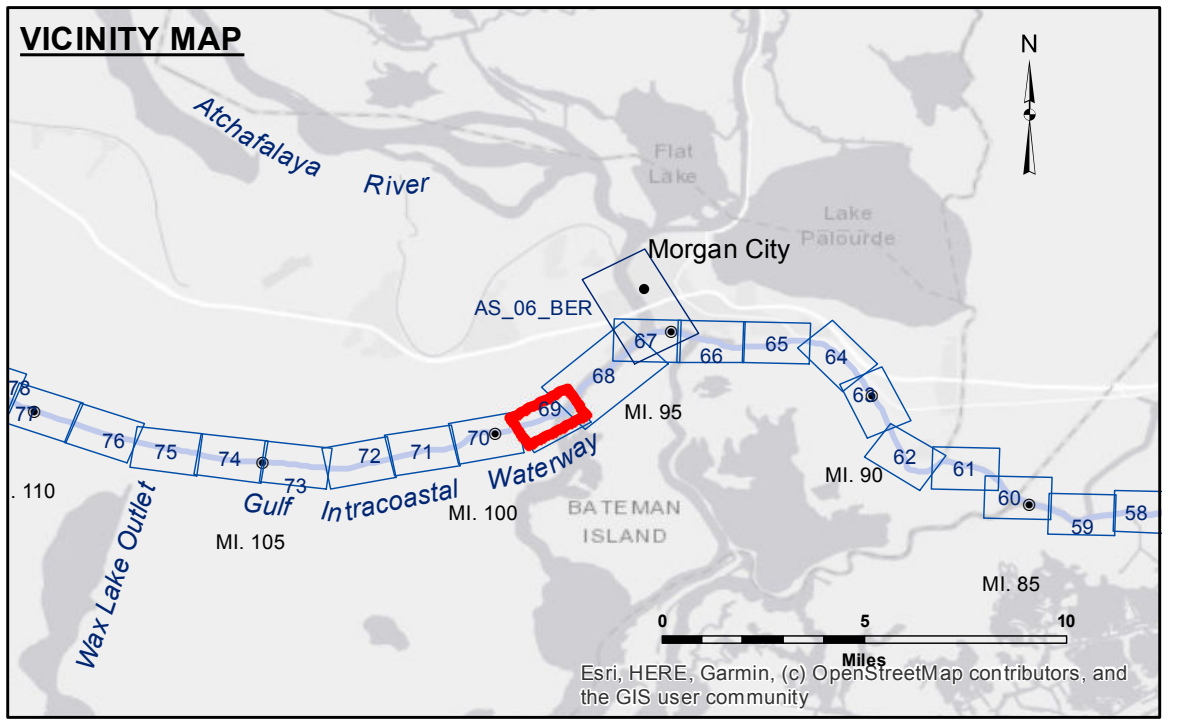 VICINITY MAP
N
Atchafalaya
River
Flat
Lake
Lake
Palourde
Morgan City
AS_06_BER
67
66
65
64
63
68
MI. 95
69
70
71
72
73
74
75
76
77
78
62
61
60
59
58
MI. 90
. 110
Wax Lake Outlet
Gulf Intracoastal Waterway
MI. 105
MI. 100
BATEMAN
ISLAND
MI. 85
0 5 10
Miles
Esri, HERE, Garmin, (c) OpenStreetMap contributors, and
the GIS user community